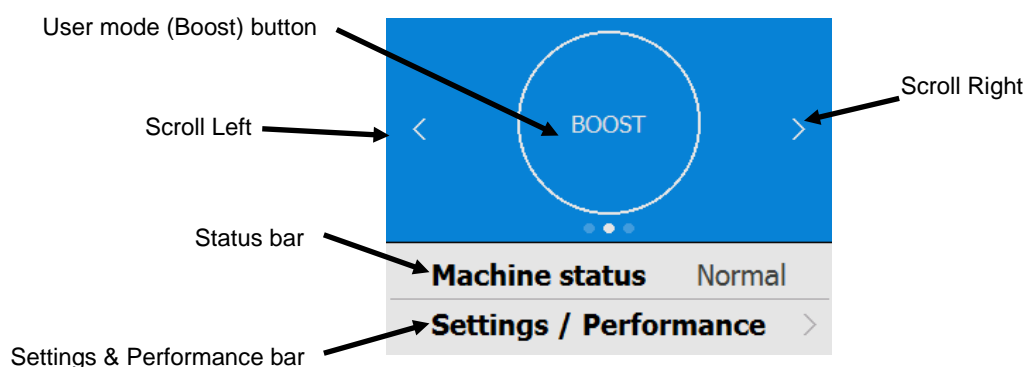 User mode (Boost) button
Scroll Right
Scroll Left
BOOST
Status bar
Machine status Normal
Settings / Performance
Settings & Performance bar